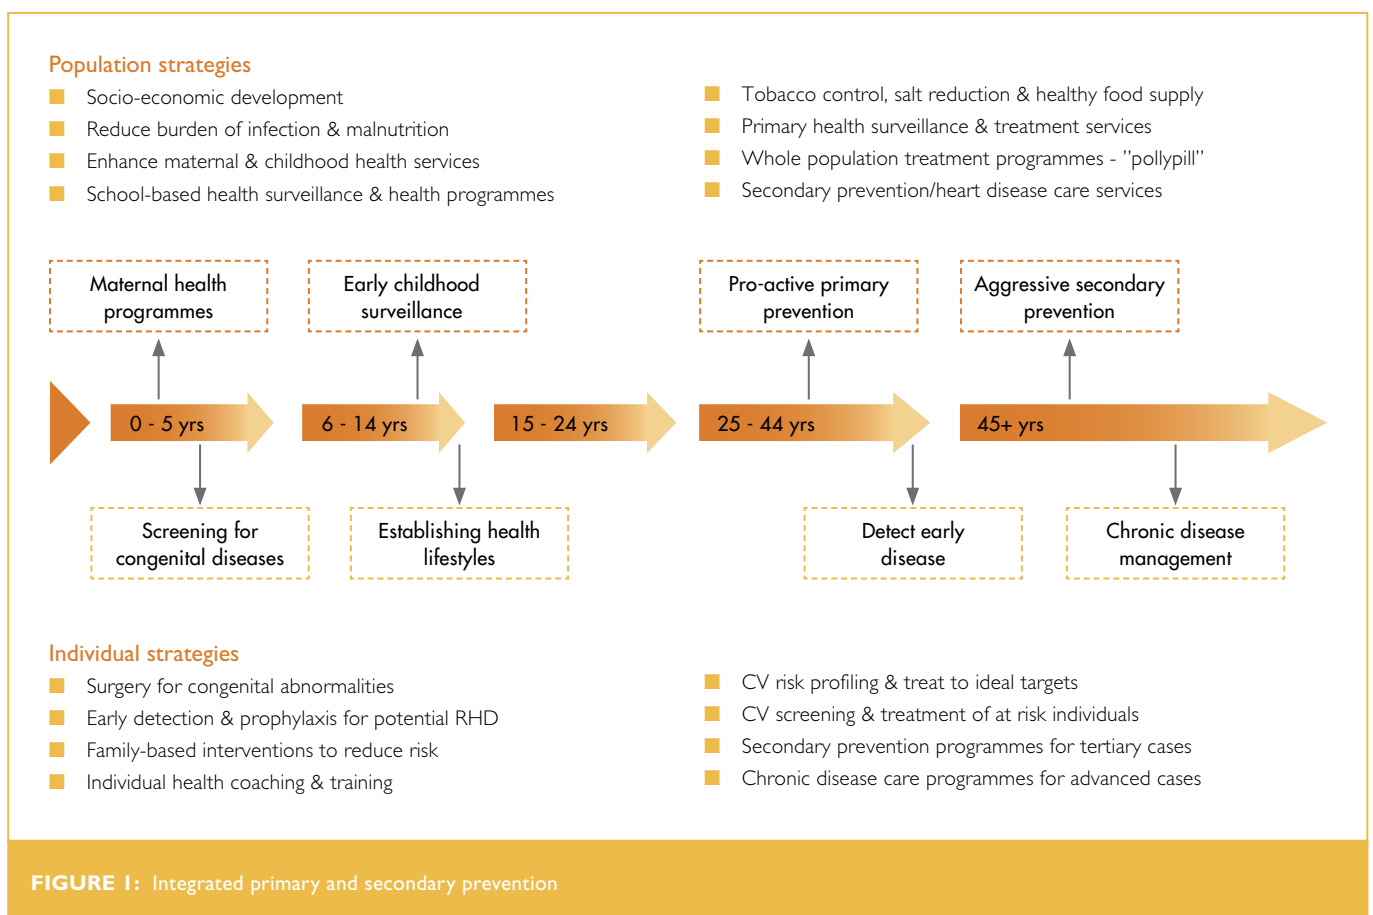 Population strategies
Socio-economic development
Reduce burden of infection & malnutrition
Enhance maternal & childhood health services
School-based health surveillance & health programmes
Tobacco control, salt reduction & healthy food supply
Primary health surveillance & treatment services
Whole population treatment programmes - ”pollypill”
Secondary prevention/heart disease care services
Maternal health
programmes
Early childhood
surveillance
Pro-active primary
prevention
Aggressive secondary
prevention
0 - 5 yrs
6 - 14 yrs
15 - 24 yrs
25 - 44 yrs
45+ yrs
Screening for
congenital diseases
Establishing health
lifestyles
Detect early
disease
Chronic disease
management
Individual strategies
Surgery for congenital abnormalities
Early detection & prophylaxis for potential RHD
Family-based interventions to reduce risk
Individual health coaching & training
CV risk profiling & treat to ideal targets
CV screening & treatment of at risk individuals
Secondary prevention programmes for tertiary cases
Chronic disease care programmes for advanced cases
FIGURE 1: Integrated primary and secondary prevention